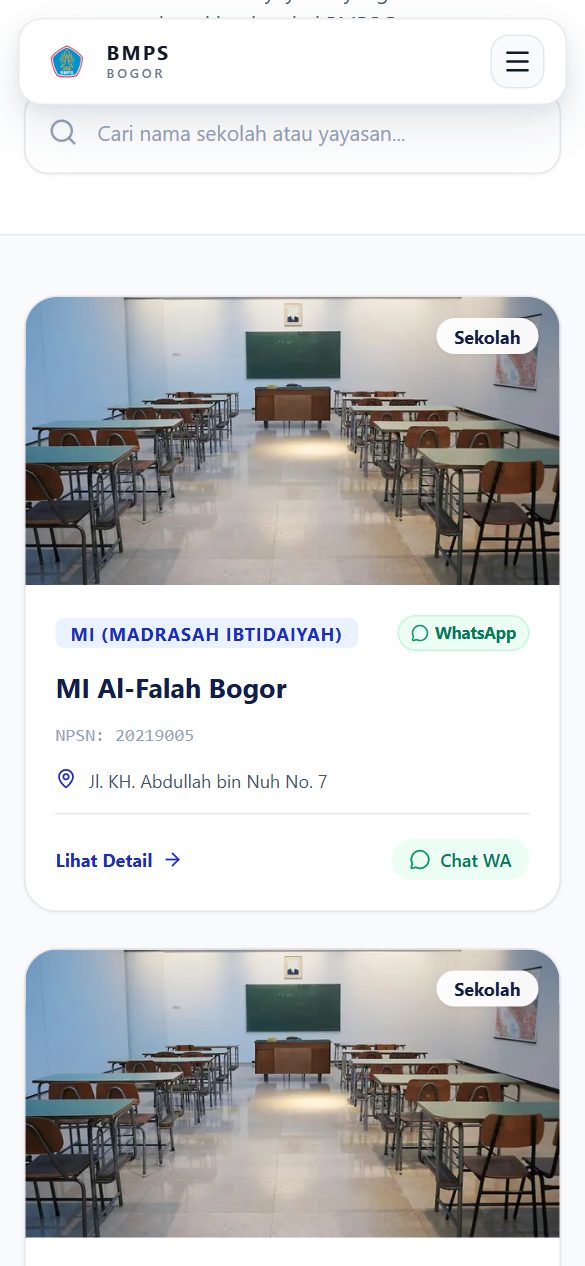 BMPS
BOGOR
Cari nama sekolah atau yayasan...
Sekolah
MI (MADRASAH IBTIDAIYAH)
WhatsApp
MI Al-Falah Bogor
NPSN: 20219005
Jl. KH. Abdullah bin Nuh No. 7
Lihat Detail
Chat WA
Sekolah